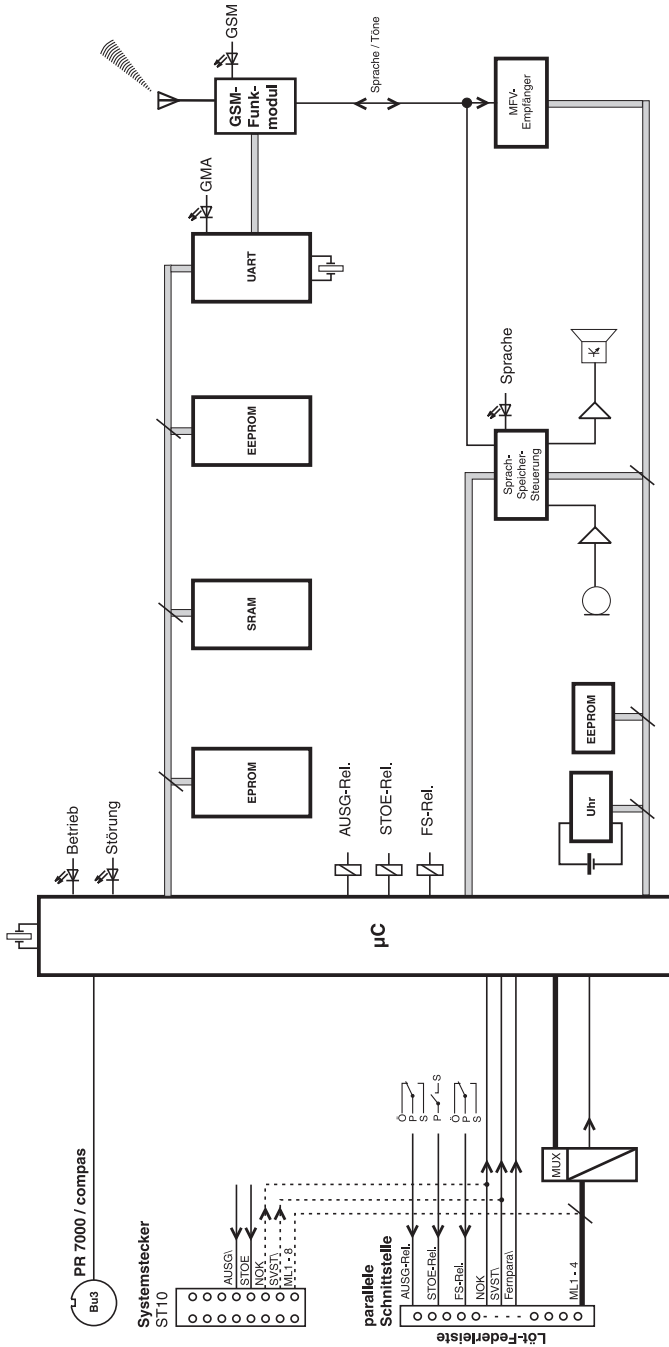 Bu3
PR 7000 / compas
Systemstecker
ST10
AUSG\
STOE
NOK
SVST\
ML1 - 8
parallele
Schnittstelle
Löt-Federleiste
AUSG-Rel.
STOE-Rel.
FS-Rel.
NOK
SVST\
Fernpara\
ML1 - 4
Ö
P
S
P
S
Ö
P
S
MUX
µC
Betrieb
Störung
AUSG-Rel.
STOE-Rel.
FS-Rel.
EPROM
SRAM
EEPROM
UART
GMA
GSM-
Funk-
modul
GSM
Sprache / Töne
MFV-
Empfänger
Sprach-
Speicher-
Steuerung
Sprache
Uhr
EEPROM